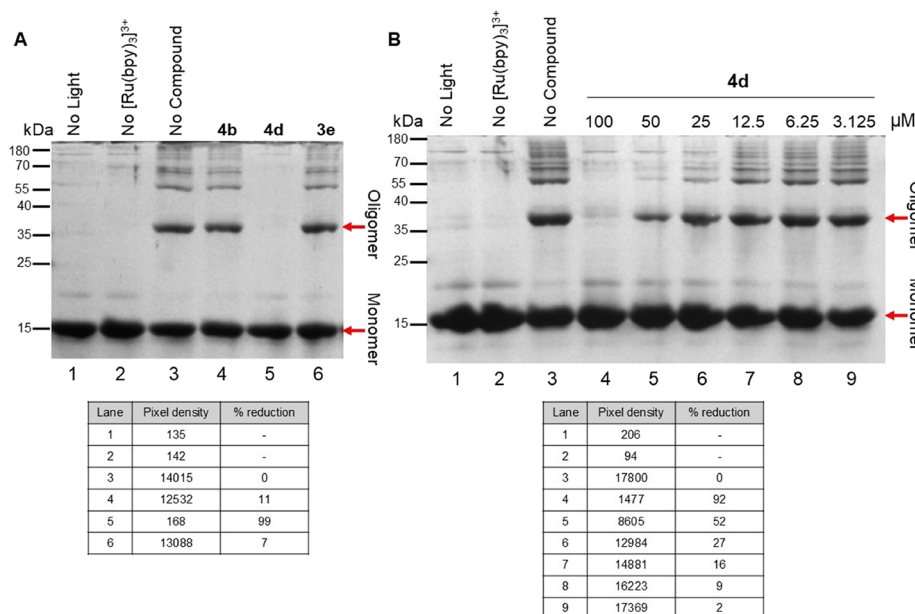 A
No Light
No [Ru(bpy)3]3+
No Compound
4b
4d
3e
kDa
180
70
55
40
35
25
15
Oligomer
Monomer
1 2 3 4 5 6
Lane Pixel density % reduction
1 135 -
2 142 -
3 14015 0
4 12532 11
5 168 99
6 13088 7
B
No Light
No [Ru(bpy)3]3+
No Compound
4d
100 50 25 12.5 6.25 3.125 µM
kDa
180
70
55
40
35
25
15
Oligomer
Monomer
1 2 3 4 5 6 7 8 9
Lane Pixel density % reduction
1 206 -
2 94 -
3 17800 0
4 1477 92
5 8605 52
6 12984 27
7 14881 16
8 16223 9
9 17369 2